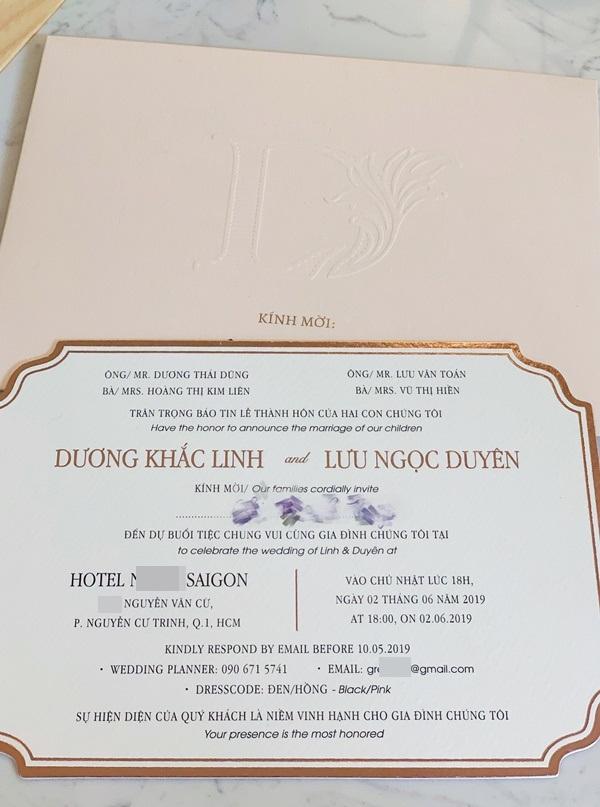 KÍNH MỜI:
ÔNG/ MR. DƯƠNG THÁI DŨNG
BÀ/ MRS. HOÀNG THỊ KIM LIÊN
ÔNG/ MR. LƯU VĂN TOÁN
BÀ/ MRS. VŨ THỊ HIỀN
TRÂN TRỌNG BÁO TIN LỄ THÀNH HÔN CỦA HAI CON CHÚNG TÔI
Have the honor to announce the marriage of our children
DƯƠNG KHẮC LINH and LƯU NGỌC DUYÊN
KÍNH MỜI/ Our families cordially invite
ĐẾN DỰ BUỔI TIỆC CHUNG VUI CÙNG GIA ĐÌNH CHÚNG TÔI TẠI
to celebrate the wedding of Linh & Duyên at
HOTEL N SAIGON
NGUYỄN VĂN CỪ,
P. NGUYỄN CƯ TRINH, Q.1, HCM
VÀO CHỦ NHẬT LÚC 18H,
NGÀY 02 THÁNG 06 NĂM 2019
AT 18:00, ON 02.06.2019
KINDLY RESPOND BY EMAIL BEFORE 10.05.2019
• WEDDING PLANNER: 090 671 5741 • EMAIL: gre @gmail.com
• DRESSCODE: ĐEN/HỒNG - Black/Pink
SỰ HIỆN DIỆN CỦA QUÝ KHÁCH LÀ NIỀM VINH HẠNH CHO GIA ĐÌNH CHÚNG TÔI
Your presence is the most honored